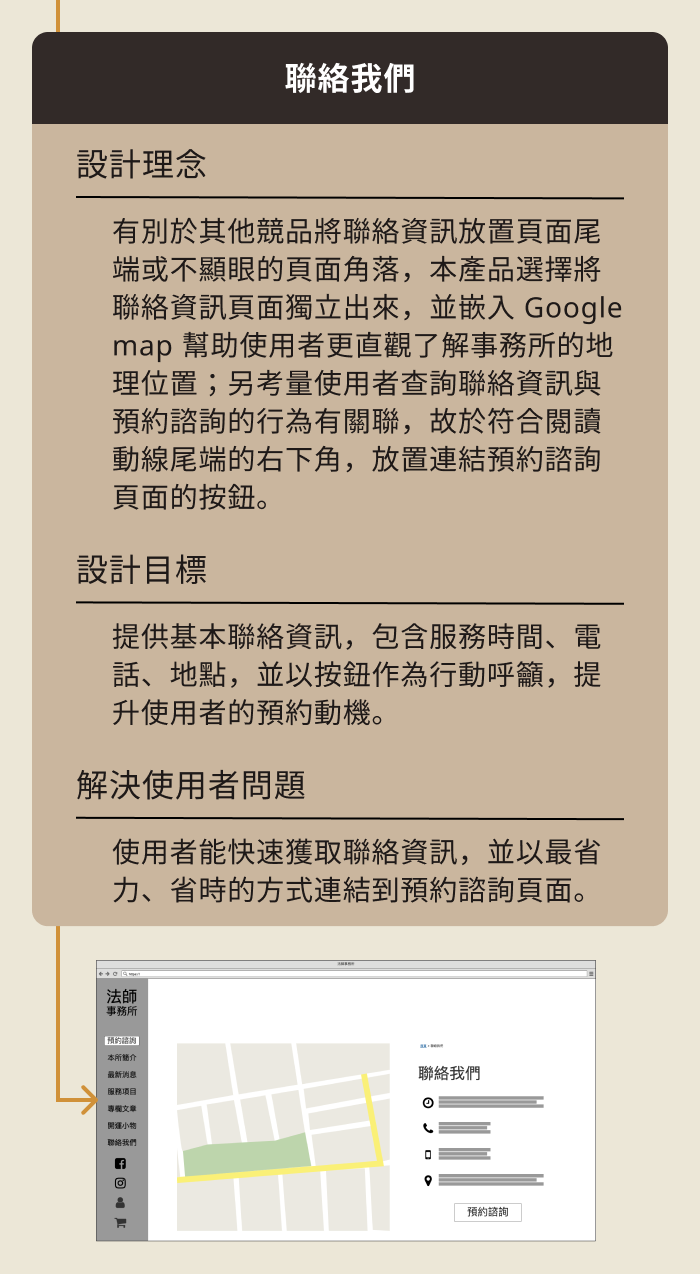 聯絡我們
設計理念
有別於其他競品將聯絡資訊放置頁面尾
端或不顯眼的頁面角落，本產品選擇將
聯絡資訊頁面獨立出來，並嵌入 Google
map 幫助使用者更直觀了解事務所的地
理位置；另考量使用者查詢聯絡資訊與
預約諮詢的行為有關聯，故於符合閱讀
動線尾端的右下角，放置連結預約諮詢
頁面的按鈕。
設計目標
提供基本聯絡資訊，包含服務時間、電
話、地點，並以按鈕作為行動呼籲，提
升使用者的預約動機。
解決使用者問題
使用者能快速獲取聯絡資訊，並以最省
力、省時的方式連結到預約諮詢頁面。
法師事務所
https://
法師
事務所
預約諮詢
本所簡介
最新消息
服務項目
專欄文章
開運小物
聯絡我們
首頁 > 聯絡我們
聯絡我們
預約諮詢